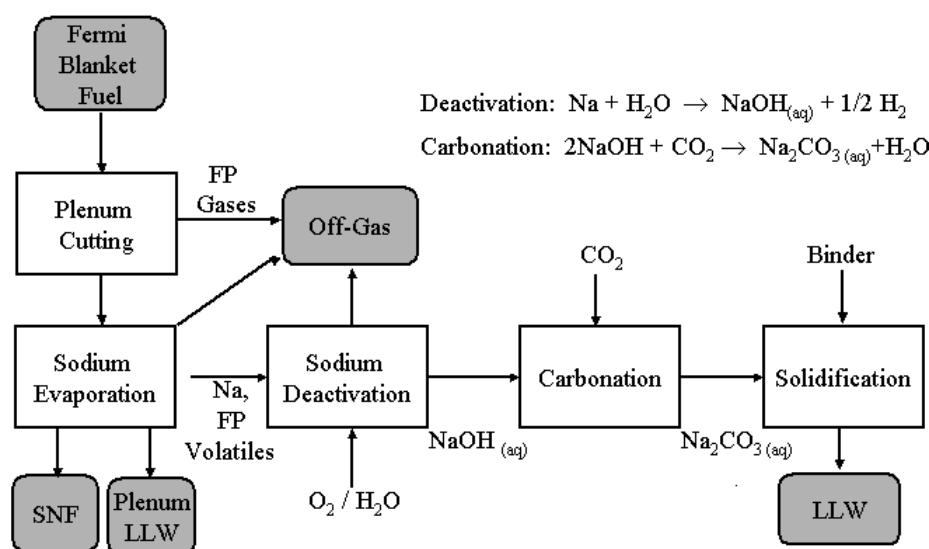 Fermi
Blanket
Fuel
Deactivation: Na + H₂O → NaOH(aq) + 1/2 H₂
Carbonation: 2NaOH + CO₂ → Na₂CO₃ (aq)+H₂O
Plenum
Cutting
FP
Gases
Off-Gas
CO₂
Binder
Sodium
Evaporation
Na,
FP
Volatiles
Sodium
Deactivation
NaOH (aq)
Carbonation
Na₂CO₃ (aq)
Solidification
SNF
Plenum
LLW
O₂ / H₂O
LLW